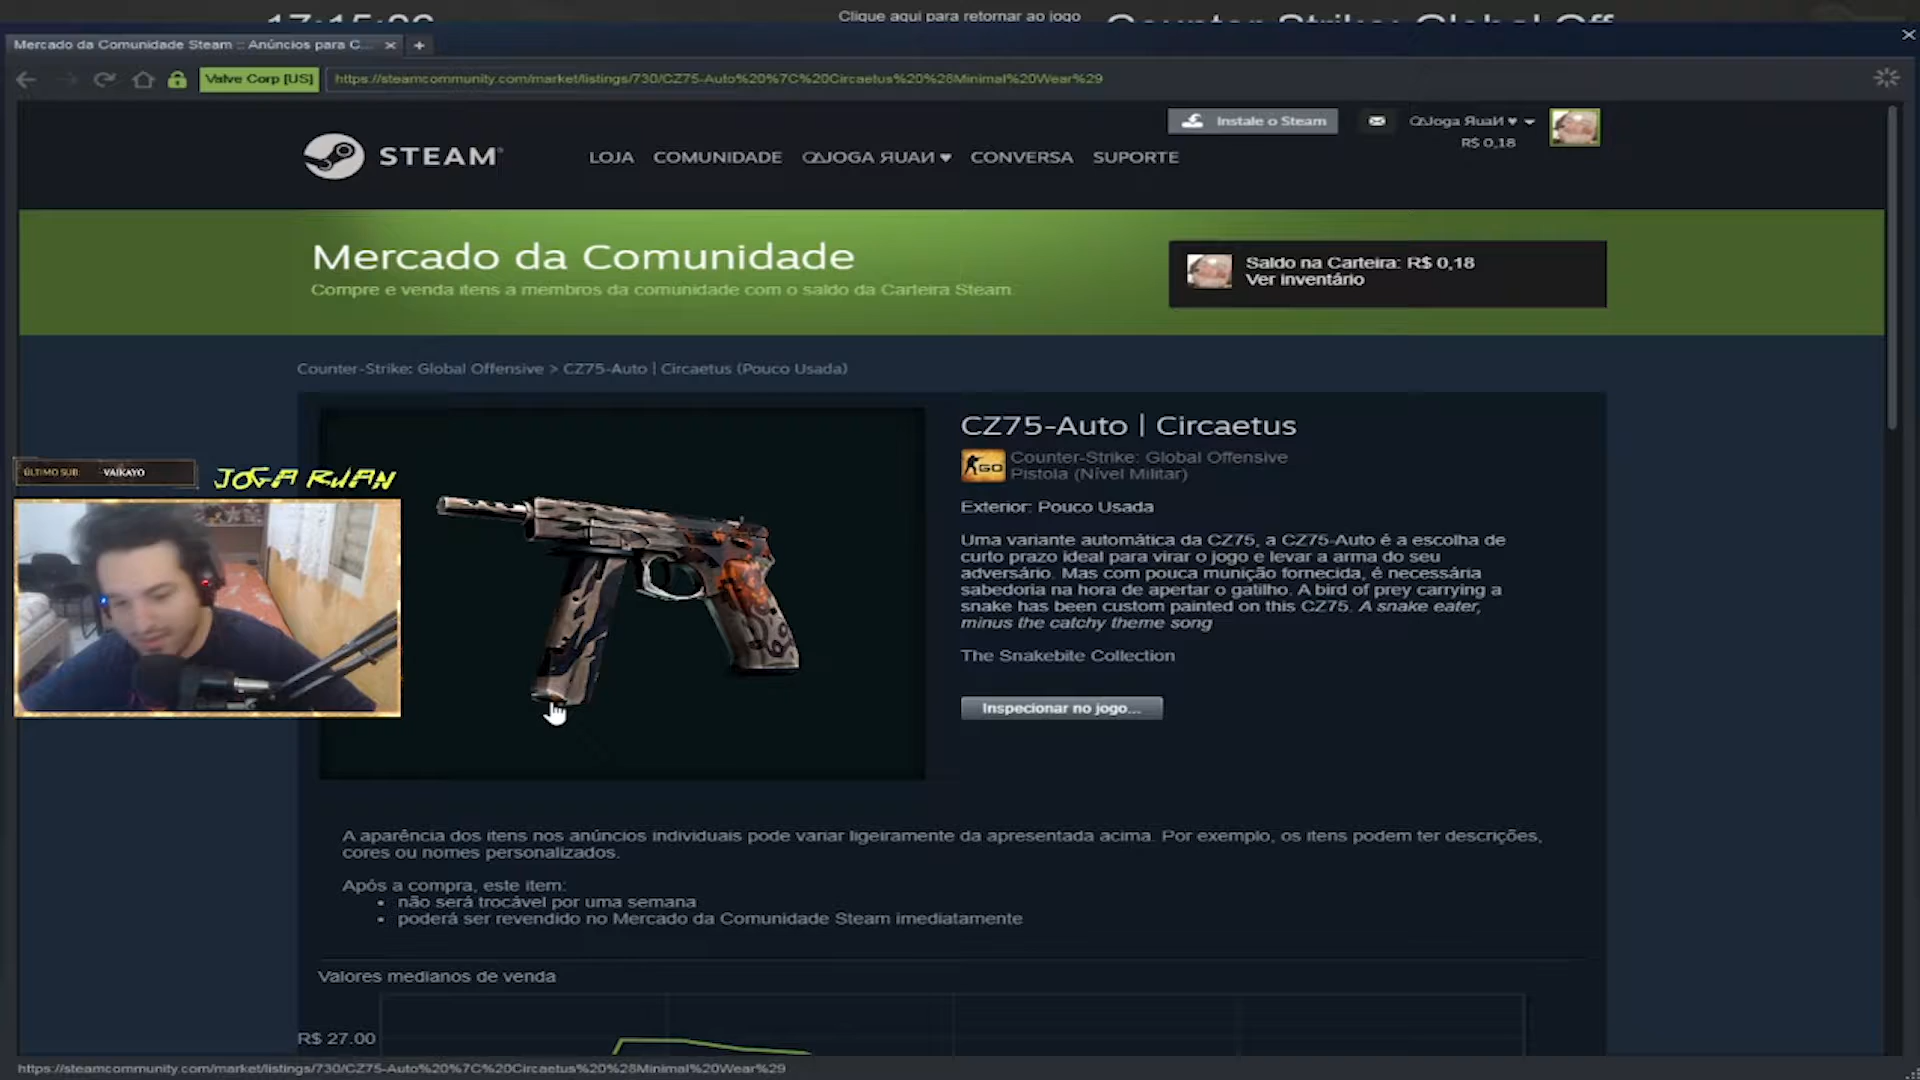 Clique aqui para retornar ao jogo
Mercado da Comunidade Steam :: Anúncios para C...
Valve Corp [US]
https://steamcommunity.com/market/listings/730/CZ75-Auto%20%7C%20Circaetus%20%28Minimal%20Wear%29
Instale o Steam
R$ 0,18
STEAM
LOJA COMUNIDADE ᏊJOGA ЯUAИ ♥ CONVERSA SUPORTE
Mercado da Comunidade
Compre e venda itens a membros da comunidade com o saldo da Carteira Steam.
Saldo na Carteira: R$ 0,18
Ver inventário
Counter-Strike: Global Offensive > CZ75-Auto | Circaetus (Pouco Usada)
CZ75-Auto | Circaetus
GO
Counter-Strike: Global Offensive
Pistola (Nível Militar)
Exterior: Pouco Usada
Uma variante automática da CZ75, a CZ75-Auto é a escolha de
curto prazo ideal para virar o jogo e levar a arma do seu
adversário. Mas com pouca munição fornecida, é necessária
sabedoria na hora de apertar o gatilho. A bird of prey carrying a
snake has been custom painted on this CZ75. A snake eater,
minus the catchy theme song
The Snakebite Collection
Inspecionar no jogo...
ÚLTIMO SUB: VAIKAYO
JOGA RUAN
A aparência dos itens nos anúncios individuais pode variar ligeiramente da apresentada acima. Por exemplo, os itens podem ter descrições,
cores ou nomes personalizados.
Após a compra, este item:
• não será trocável por uma semana
• poderá ser revendido no Mercado da Comunidade Steam imediatamente
Valores medianos de venda
R$ 27.00
https://steamcommunity.com/market/listings/730/CZ75-Auto%20%7C%20Circaetus%20%28Minimal%20Wear%29